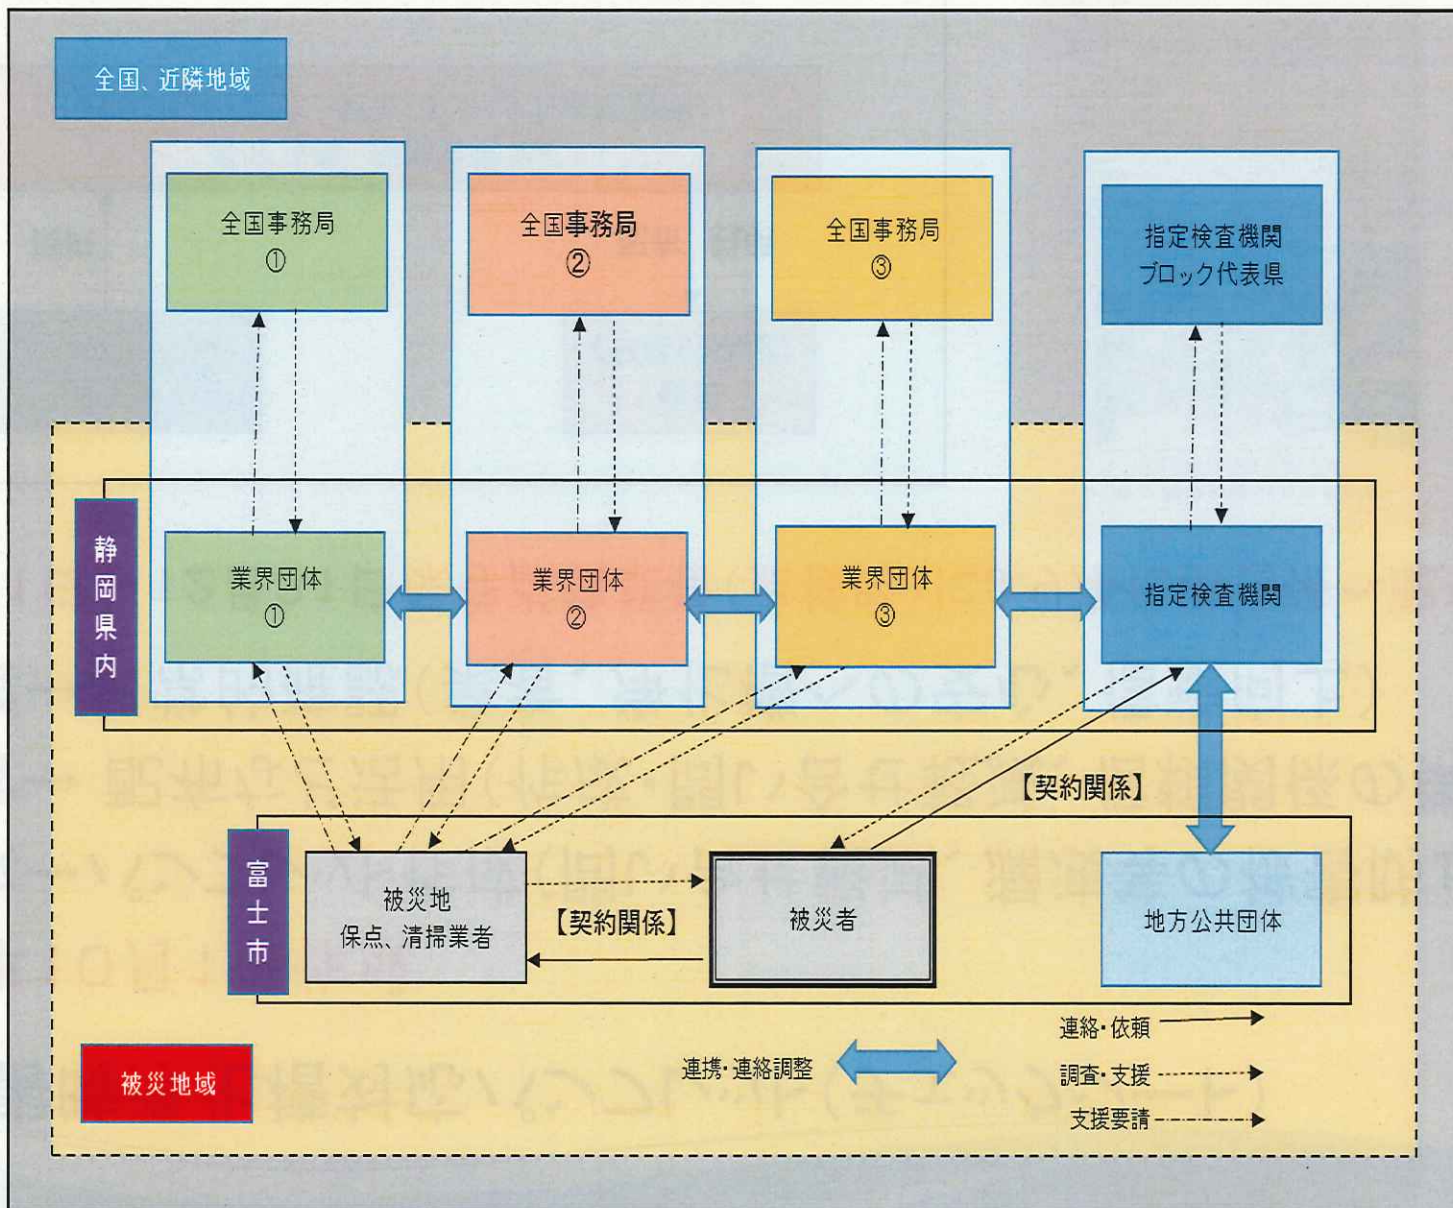 全国、近隣地域
全国事務局
①
全国事務局
②
全国事務局
③
指定検査機関
ブロック代表県
静岡県内
業界団体
①
業界団体
②
業界団体
③
指定検査機関
【契約関係】
富士市
被災地
保点、清掃業者
【契約関係】
被災者
地方公共団体
被災地域
連携・連絡調整
連絡・依頼
調査・支援
支援要請